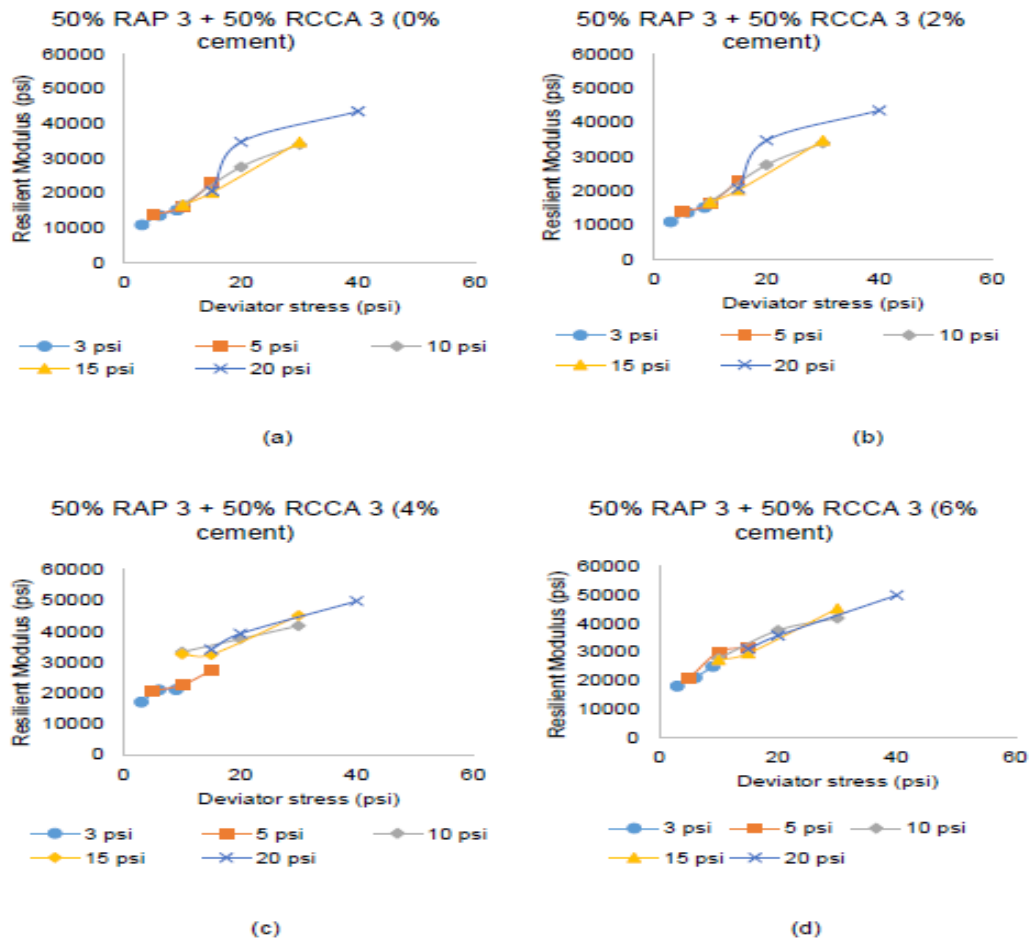 50% RAP 3 + 50% RCCA 3 (0%
cement)
Resilient Modulus (psi)
60000
50000
40000
30000
20000
10000
0
0 20 40 60
Deviator stress (psi)
3 psi 5 psi 10 psi
15 psi 20 psi
(a)
50% RAP 3 + 50% RCCA 3 (2%
cement)
Resilient Modulus (psi)
60000
50000
40000
30000
20000
10000
0
0 20 40 60
Deviator stress (psi)
3 psi 5 psi 10 psi
15 psi 20 psi
(b)
50% RAP 3 + 50% RCCA 3 (4%
cement)
Resilient Modulus (psi)
60000
50000
40000
30000
20000
10000
0
0 20 40 60
Deviator stress (psi)
3 psi 5 psi 10 psi
15 psi 20 psi
(c)
50% RAP 3 + 50% RCCA 3 (6%
cement)
Resilient Modulus (psi)
60000
50000
40000
30000
20000
10000
0
0 20 40 60
Deviator stress (psi)
3 psi 5 psi 10 psi
15 psi 20 psi
(d)